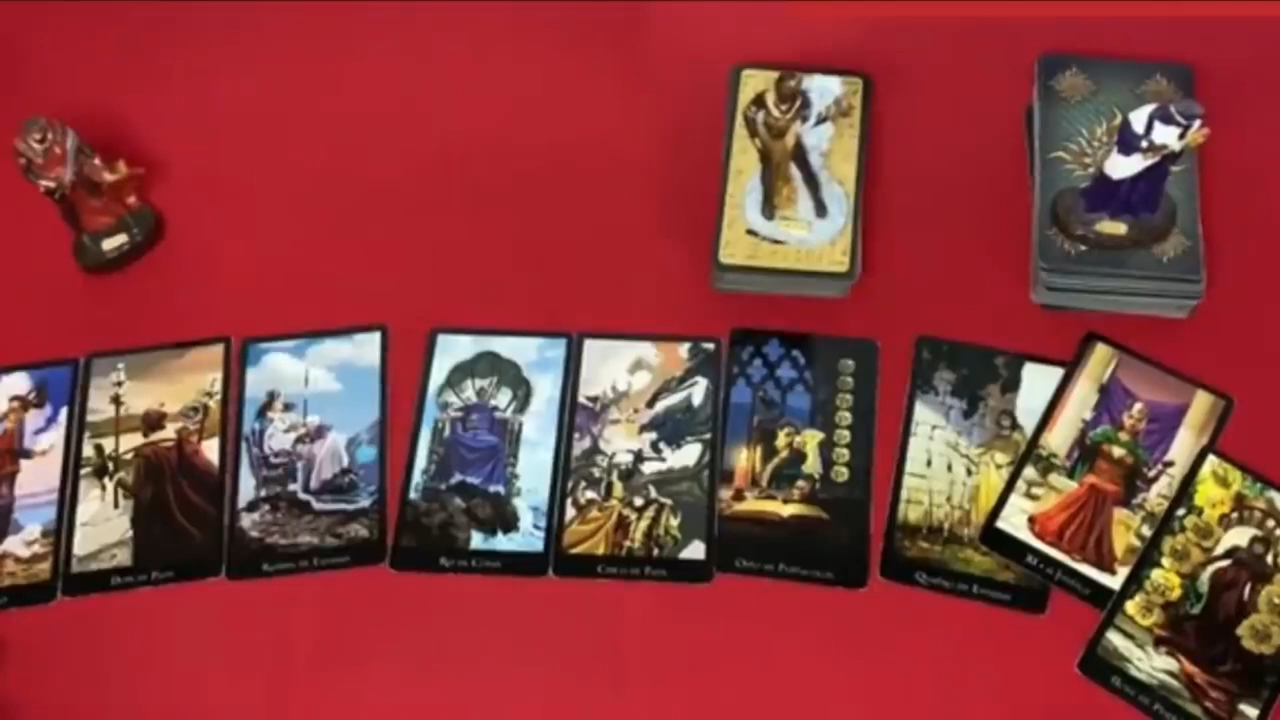 Dois de Paus
Rainha de Espadas
Rei de Copas
Cinco de Paus
Oito de Pentáculos
Quatro de Espadas
XI • A Justiça